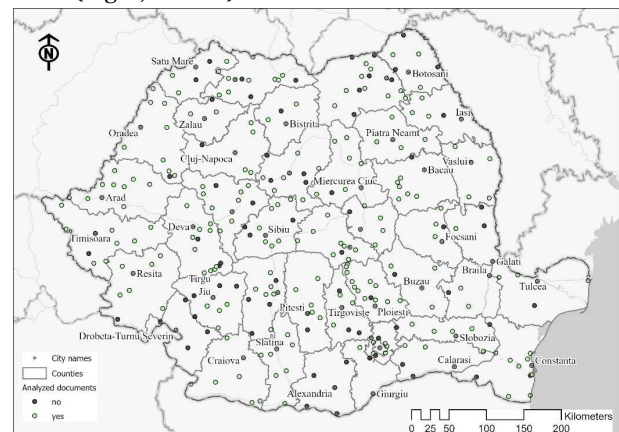 N
Satu Mare
Botosani
Iasi
Oradea
Zalau
Bistrita
Piatra Neamt
Cluj-Napoca
Vaslui
Bacau
Miercurea Ciuc
Arad
Deva
Sibiu
Timisoara
Focsani
Resita
Galati
Braila
Tirgu
Jiu
Buzau
Tulcea
Pitesti
Tirgoviste
Ploiesti
Drobeta-Turnu Severin
Slatina
Slobozia
Craiova
Calarasi
Constanta
Alexandria
Giurgiu
City names
Counties
Analyzed documents
no
yes
Kilometers
0 25 50 100 150 200